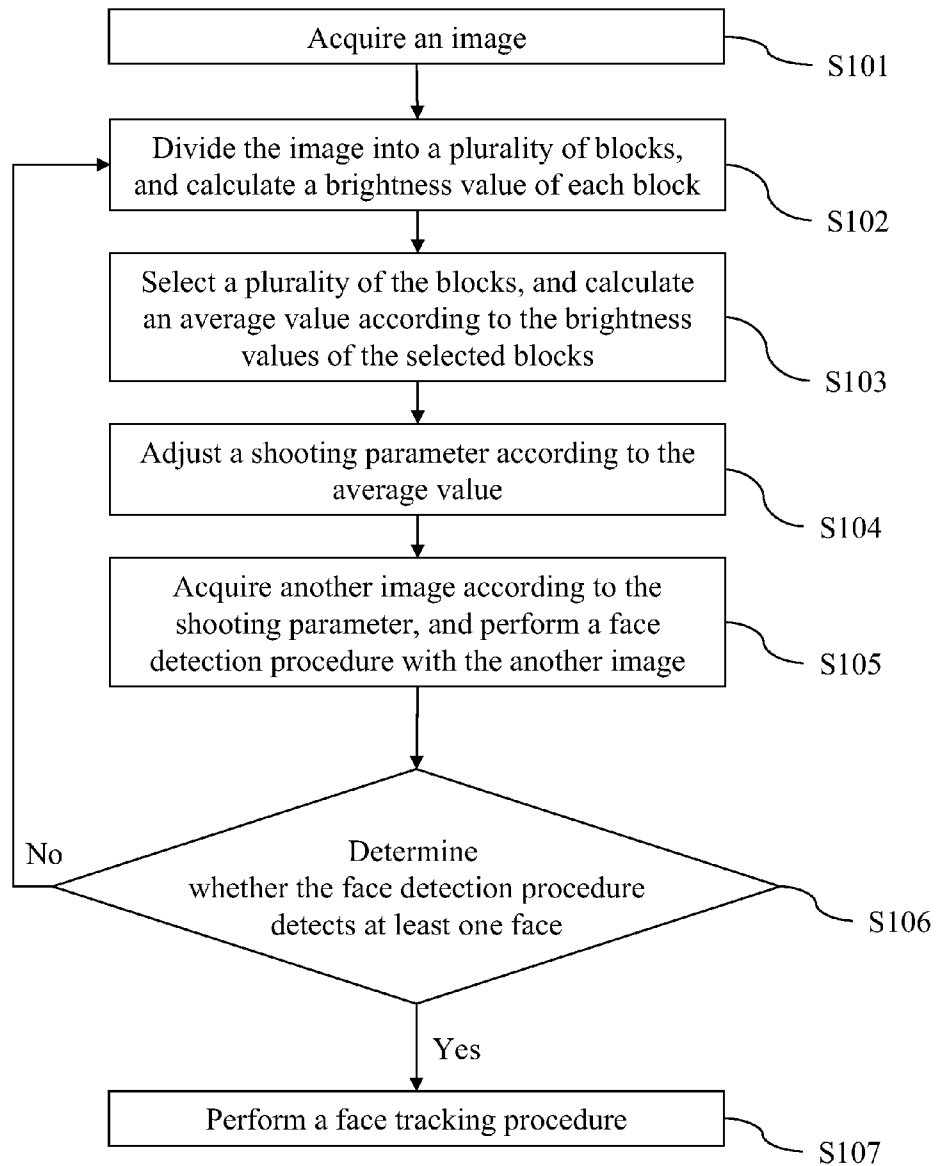 Acquire an image
S101
Divide the image into a plurality of blocks,
and calculate a brightness value of each block
S102
Select a plurality of the blocks, and calculate
an average value according to the brightness
values of the selected blocks
S103
Adjust a shooting parameter according to the
average value
S104
Acquire another image according to the
shooting parameter, and perform a face
detection procedure with the another image
S105
No
Determine
whether the face detection procedure
detects at least one face
S106
Yes
Perform a face tracking procedure
S107